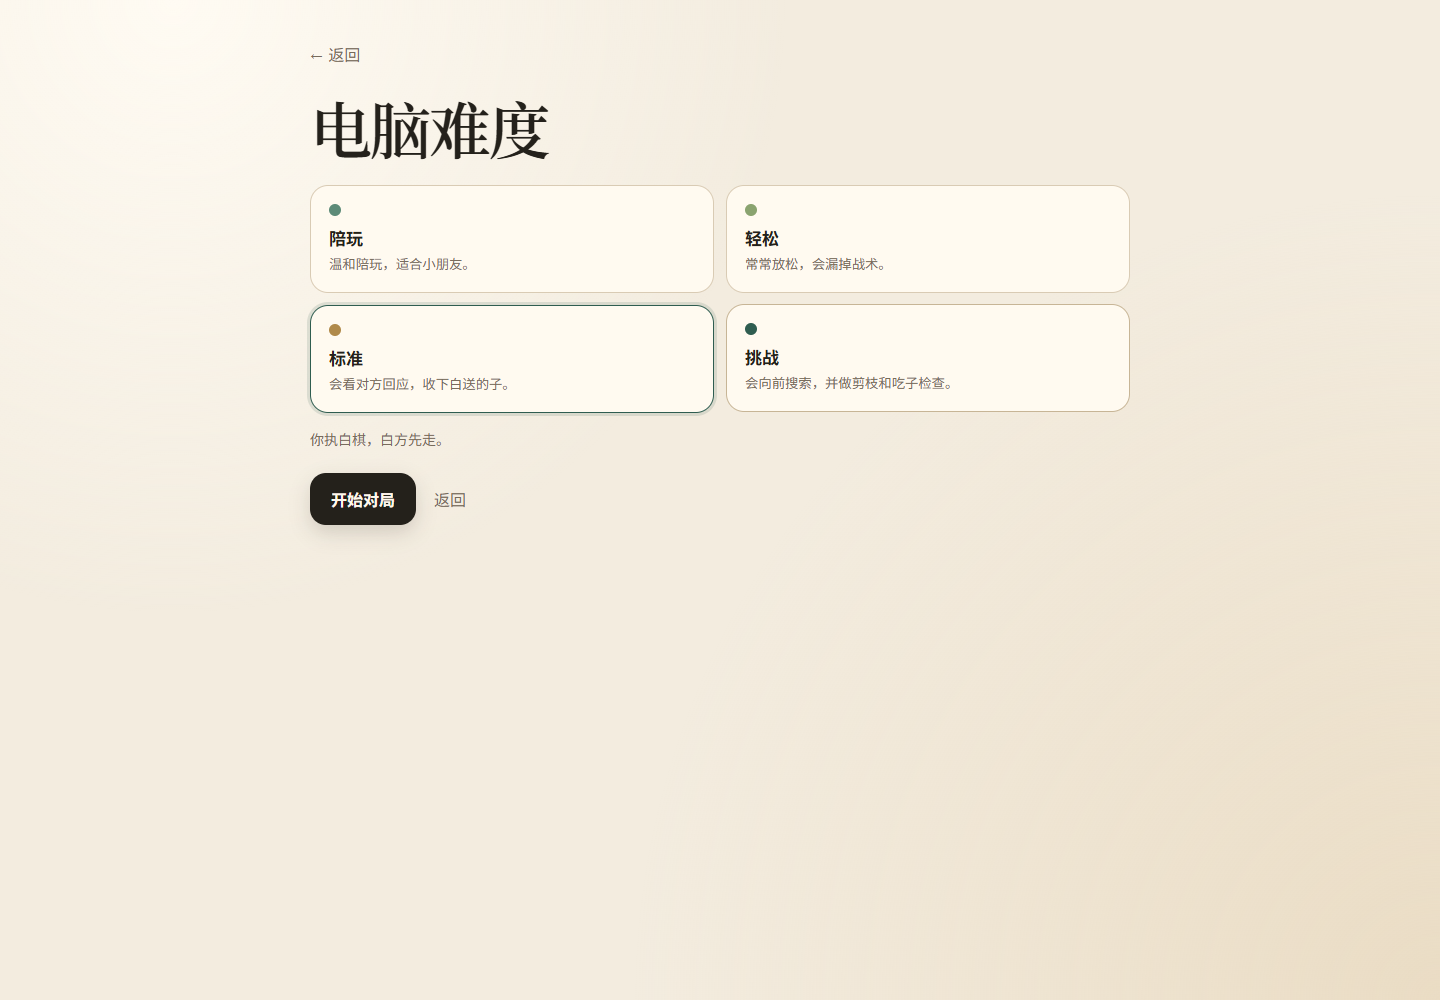 ← 返回
电脑难度
陪玩
温和陪玩，适合小朋友。
轻松
常常放松，会漏掉战术。
标准
会看对方回应，收下白送的子。
挑战
会向前搜索，并做剪枝和吃子检查。
你执白棋，白方先走。
开始对局
返回